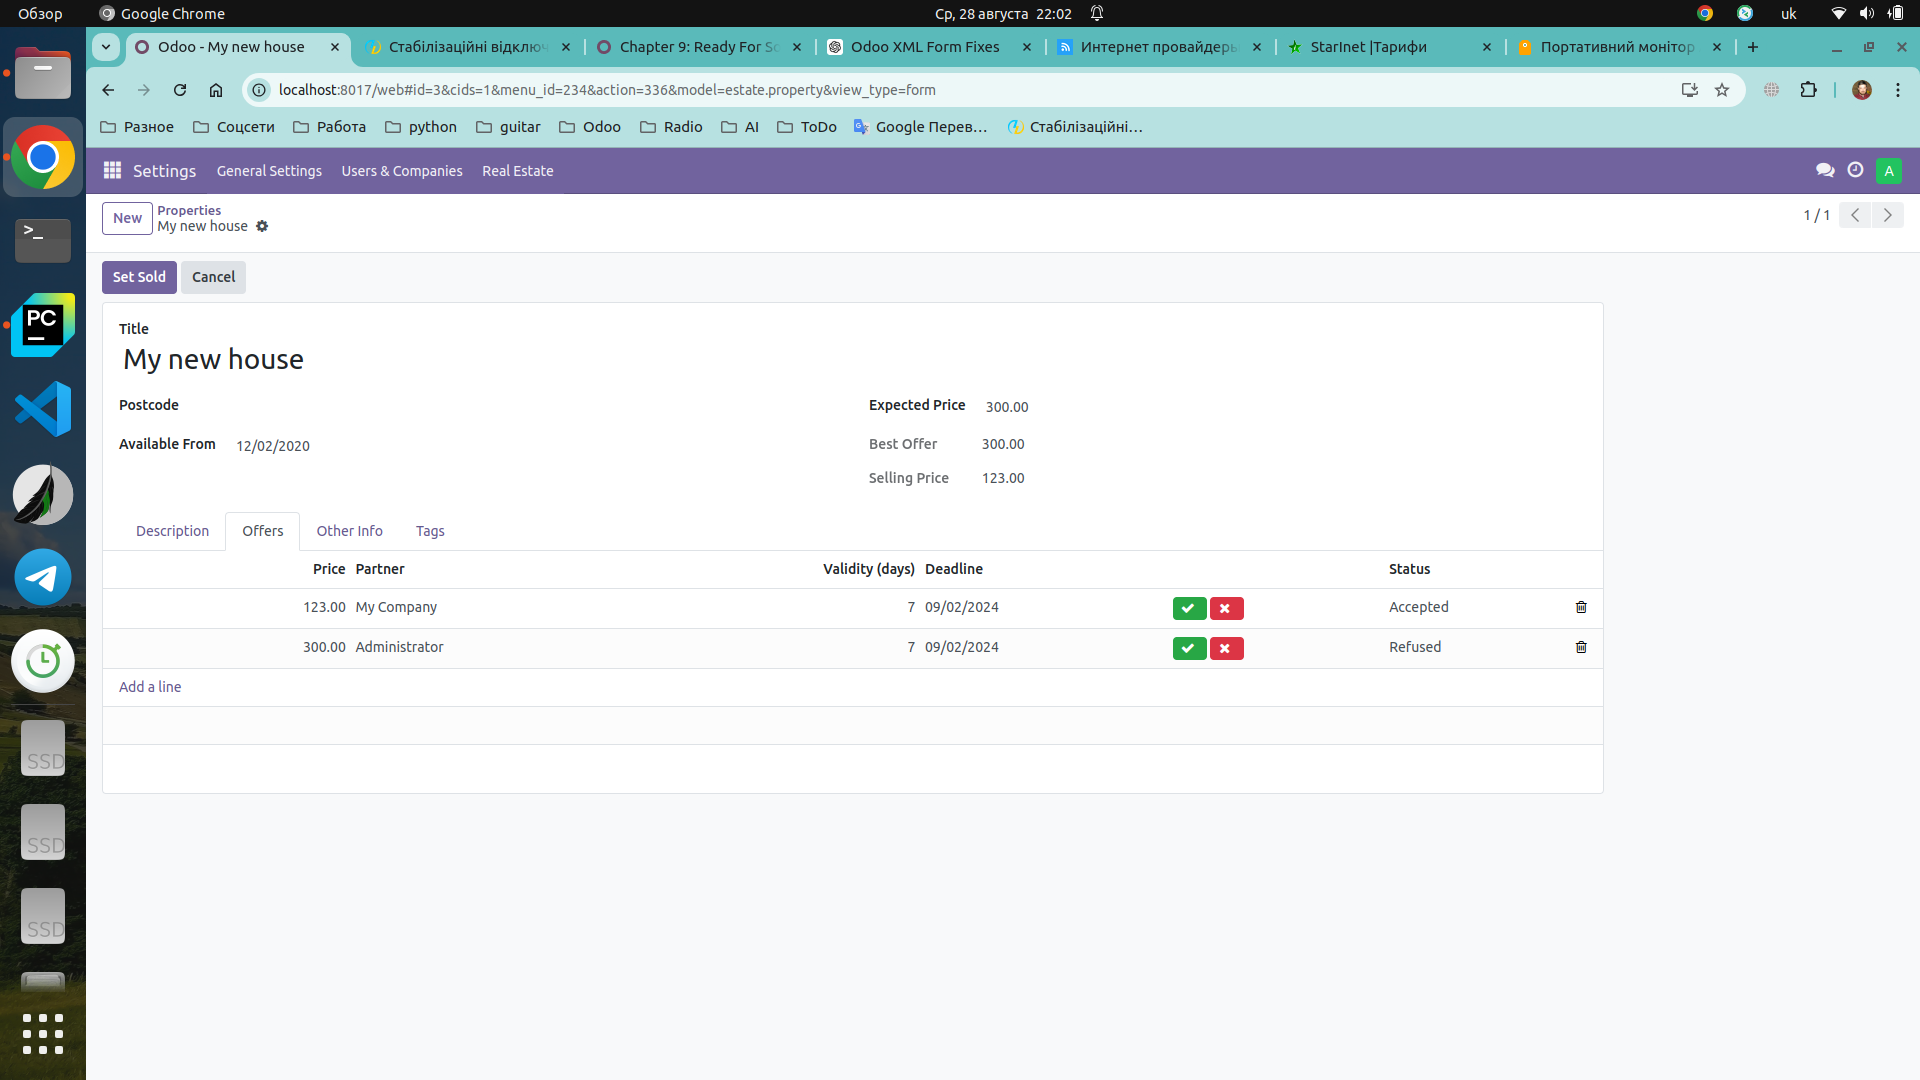 Обзор Google Chrome Ср, 28 августа 22:02 uk
Odoo - My new house Стабілізаційні відключ Chapter 9: Ready For So Odoo XML Form Fixes Интернет провайдеры StarInet |Тарифи Портативний монітор
localhost:8017/web#id=3&cids=1&menu_id=234&action=336&model=estate.property&view_type=form
Разное Соцсети Работа python guitar Odoo Radio AI ToDo Google Перев… Стабілізаційні…
Settings General Settings Users & Companies Real Estate A
New Properties
My new house
1 / 1
Set Sold Cancel
Title
My new house
Postcode Expected Price 300.00
Available From 12/02/2020 Best Offer 300.00
Selling Price 123.00
Description Offers Other Info Tags
Price Partner Validity (days) Deadline Status
123.00 My Company 7 09/02/2024 Accepted
300.00 Administrator 7 09/02/2024 Refused
Add a line
>_
PC
SSD
SSD
SSD